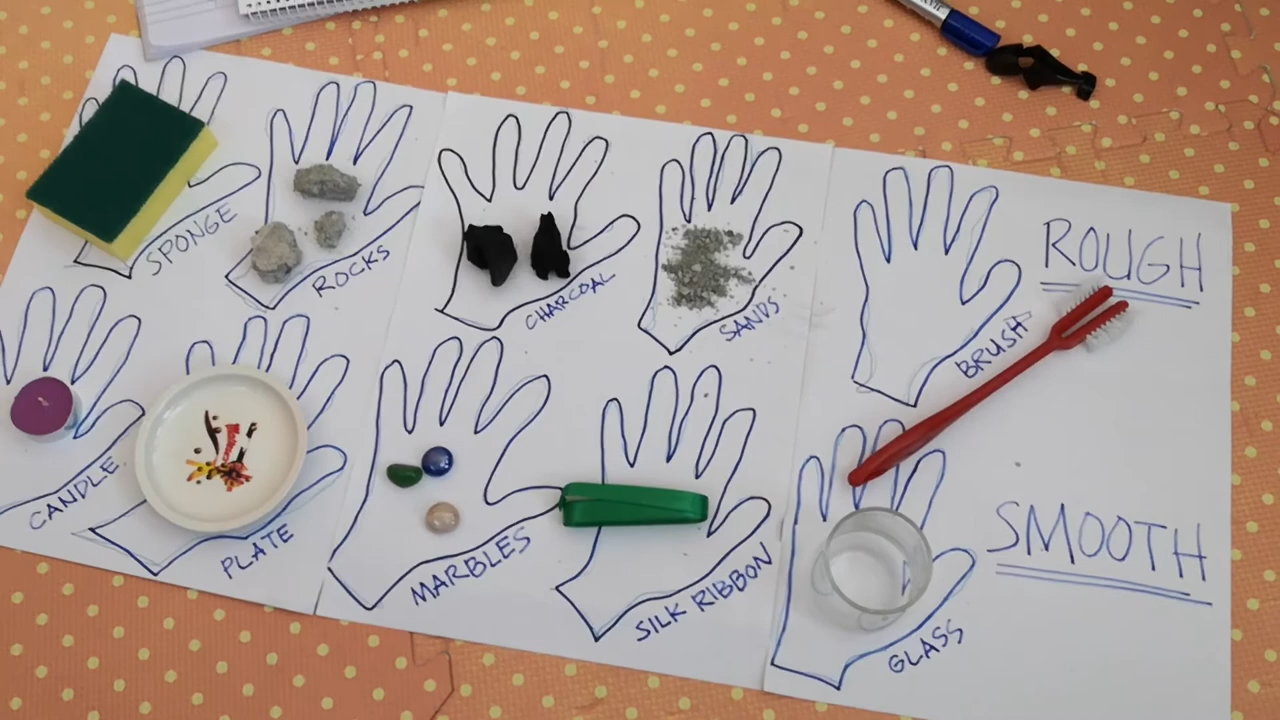 SPONGE
ROCKS
CHARCOAL
SANDS
BRUSH
ROUGH
CANDLE
PLATE
MARBLES
SILK RIBBON
GLASS
SMOOTH